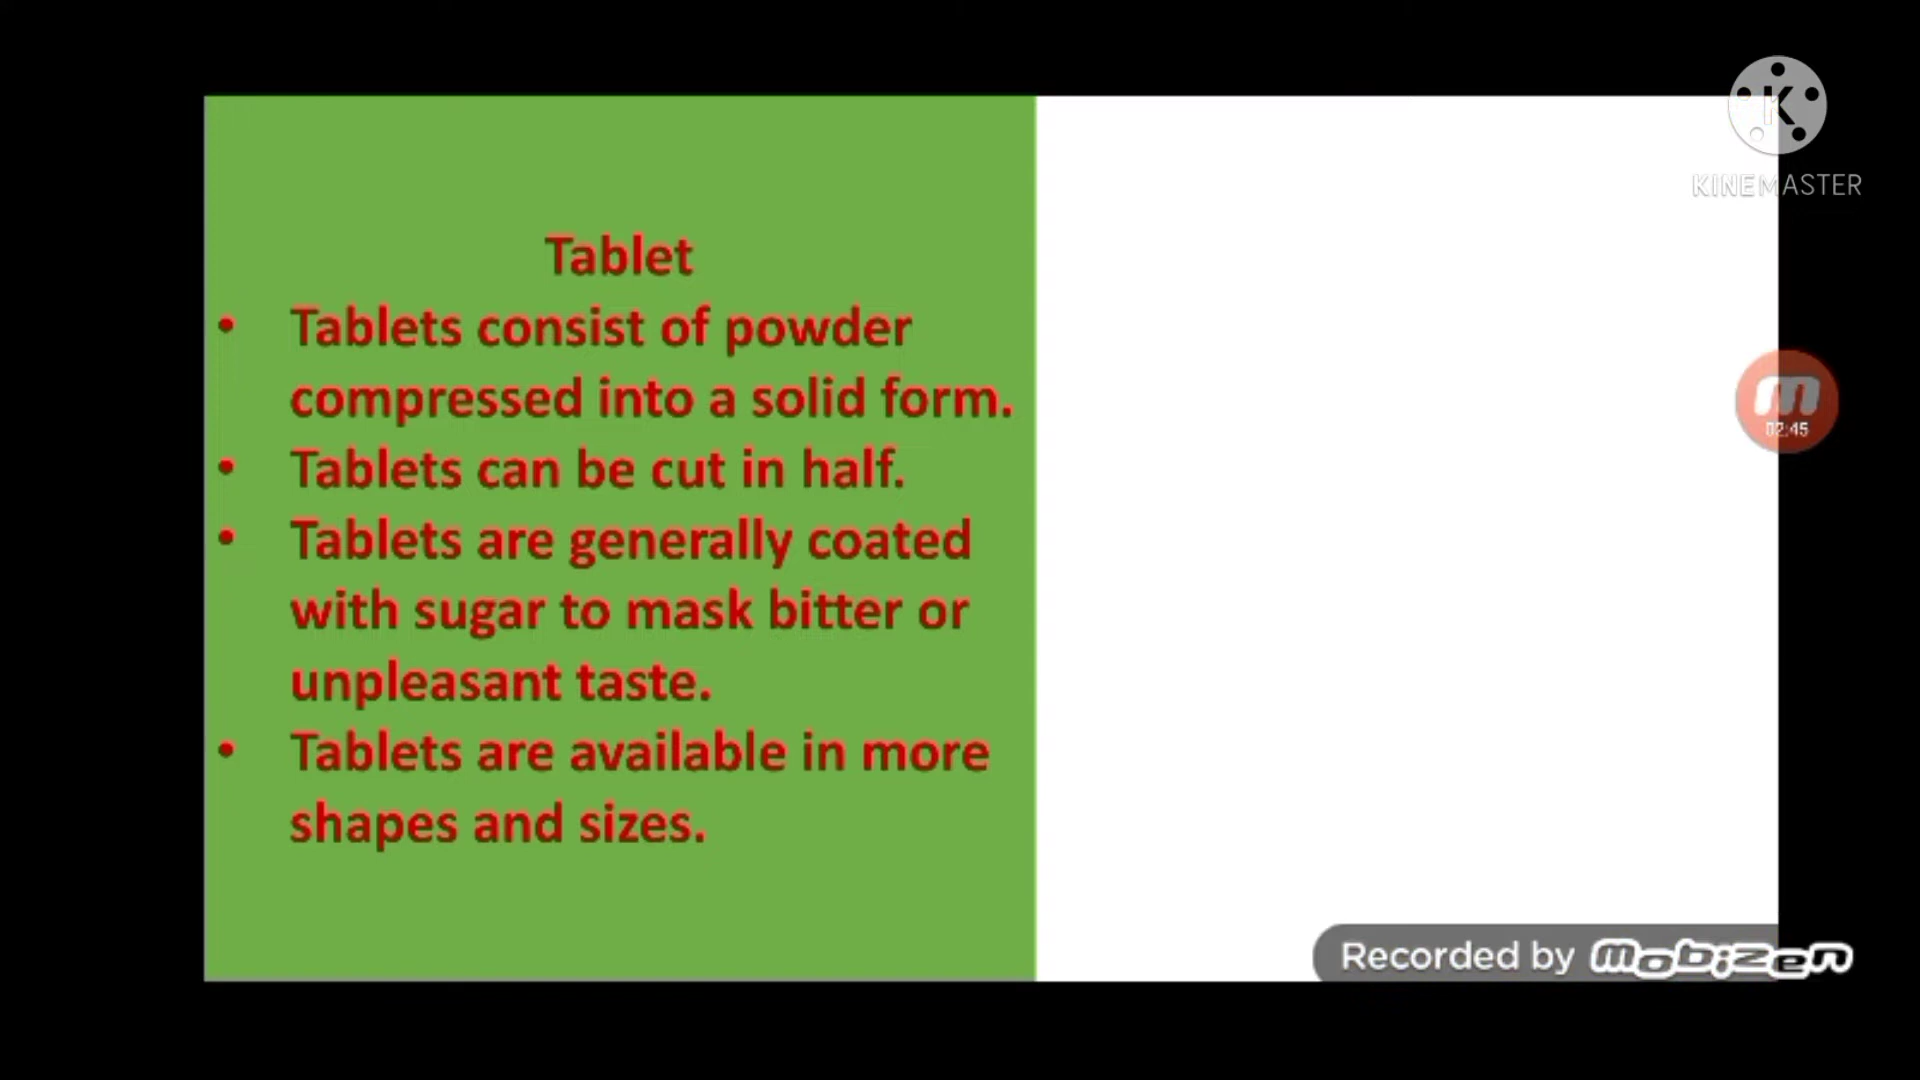 KINEMASTER
Tablet
• Tablets consist of powder
compressed into a solid form.
• Tablets can be cut in half.
• Tablets are generally coated
with sugar to mask bitter or
unpleasant taste.
• Tablets are available in more
shapes and sizes.
02:45
Recorded by mobizen